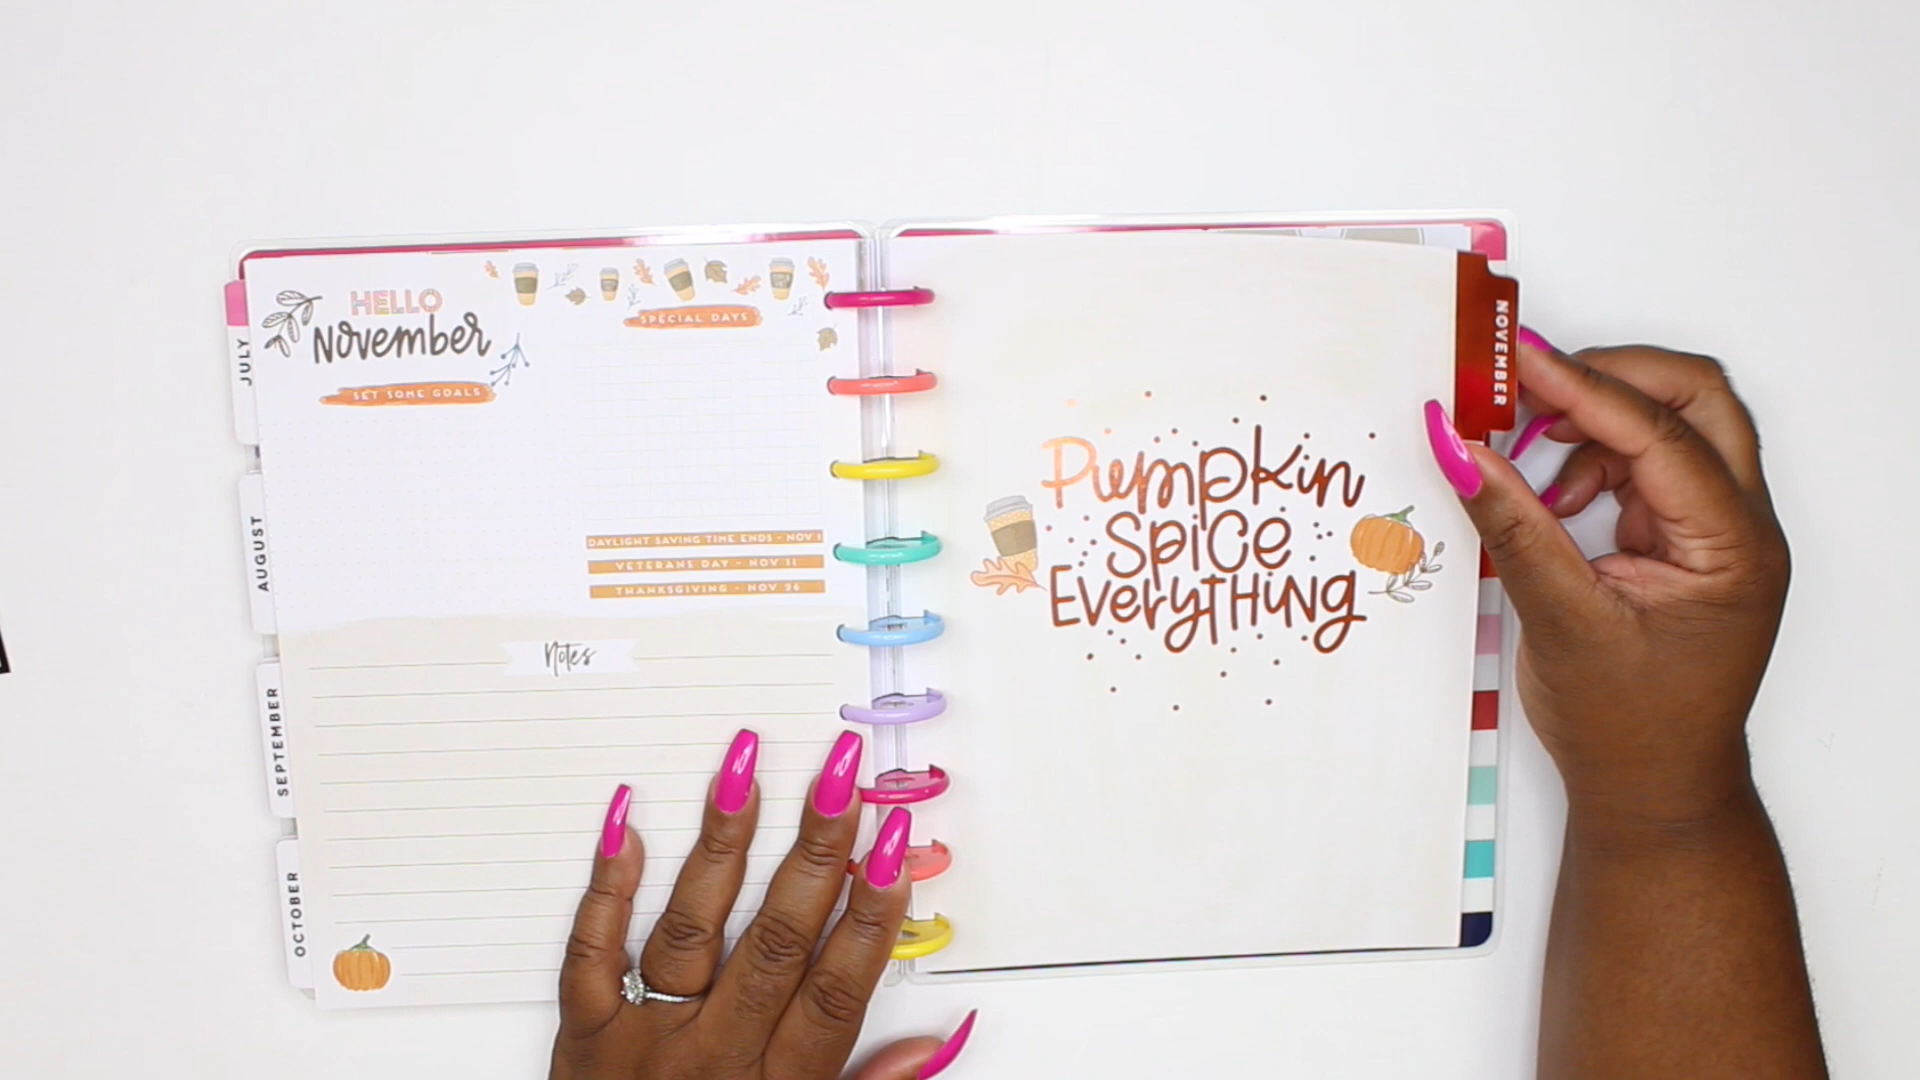 HELLO
November
SET SOME GOALS
SPECIAL DAYS
DAYLIGHT SAVING TIME ENDS - NOV 1
VETERANS DAY - NOV 11
THANKSGIVING - NOV 26
Notes
JULY
AUGUST
SEPTEMBER
OCTOBER
Pumpkin
Spice
Everything
NOVEMBER